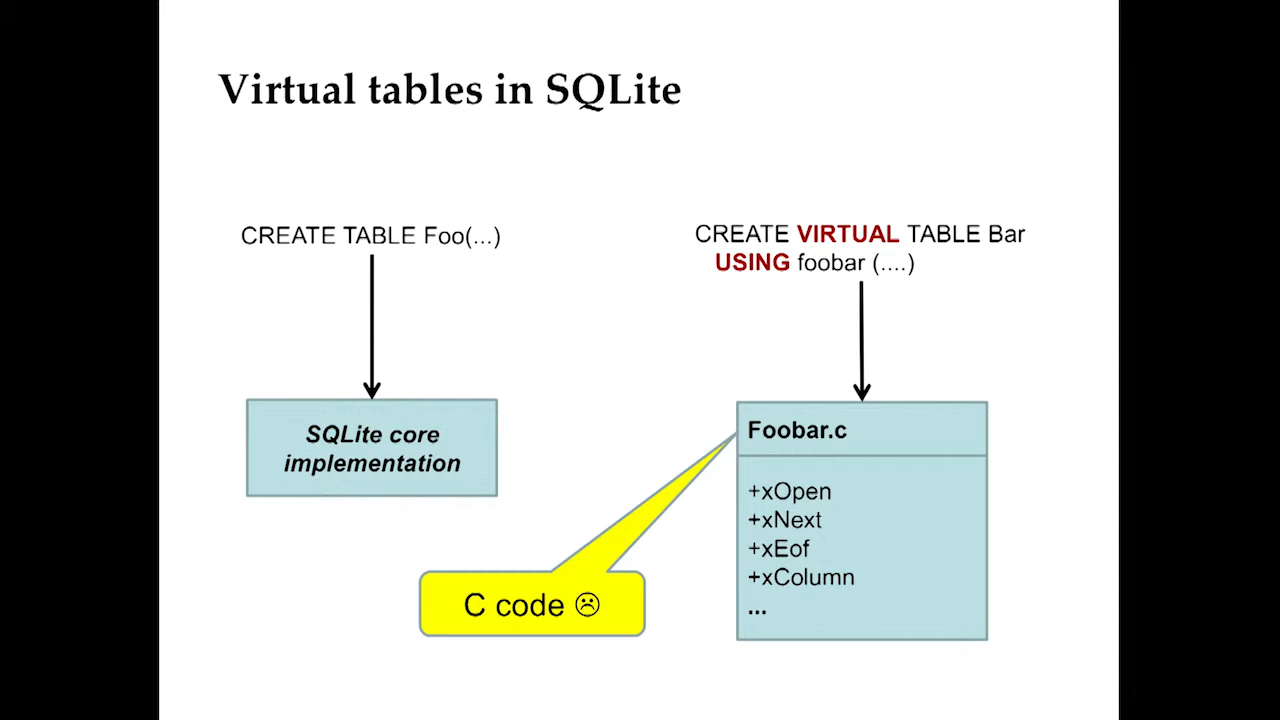 Virtual tables in SQLite
CREATE TABLE Foo(...)
CREATE VIRTUAL TABLE Bar
USING foobar (....)
SQLite core
implementation
Foobar.c
+xOpen
+xNext
+xEof
+xColumn
...
C code ☹